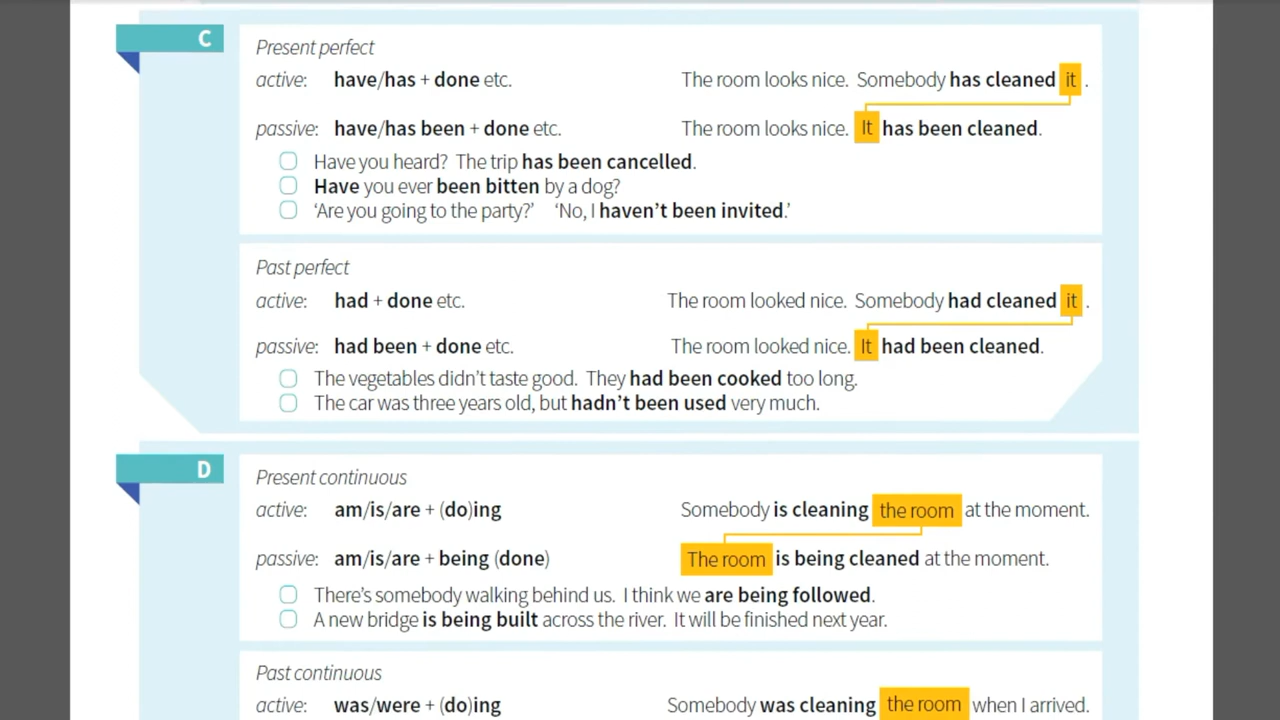 C
Present perfect
active: have/has + done etc. The room looks nice. Somebody has cleaned it .
passive: have/has been + done etc. The room looks nice. It has been cleaned.
Have you heard? The trip has been cancelled.
Have you ever been bitten by a dog?
‘Are you going to the party?’ ‘No, I haven’t been invited.’
Past perfect
active: had + done etc. The room looked nice. Somebody had cleaned it .
passive: had been + done etc. The room looked nice. It had been cleaned.
The vegetables didn’t taste good. They had been cooked too long.
The car was three years old, but hadn’t been used very much.
D
Present continuous
active: am/is/are + (do)ing Somebody is cleaning the room at the moment.
passive: am/is/are + being (done) The room is being cleaned at the moment.
There’s somebody walking behind us. I think we are being followed.
A new bridge is being built across the river. It will be finished next year.
Past continuous
active: was/were + (do)ing Somebody was cleaning the room when I arrived.